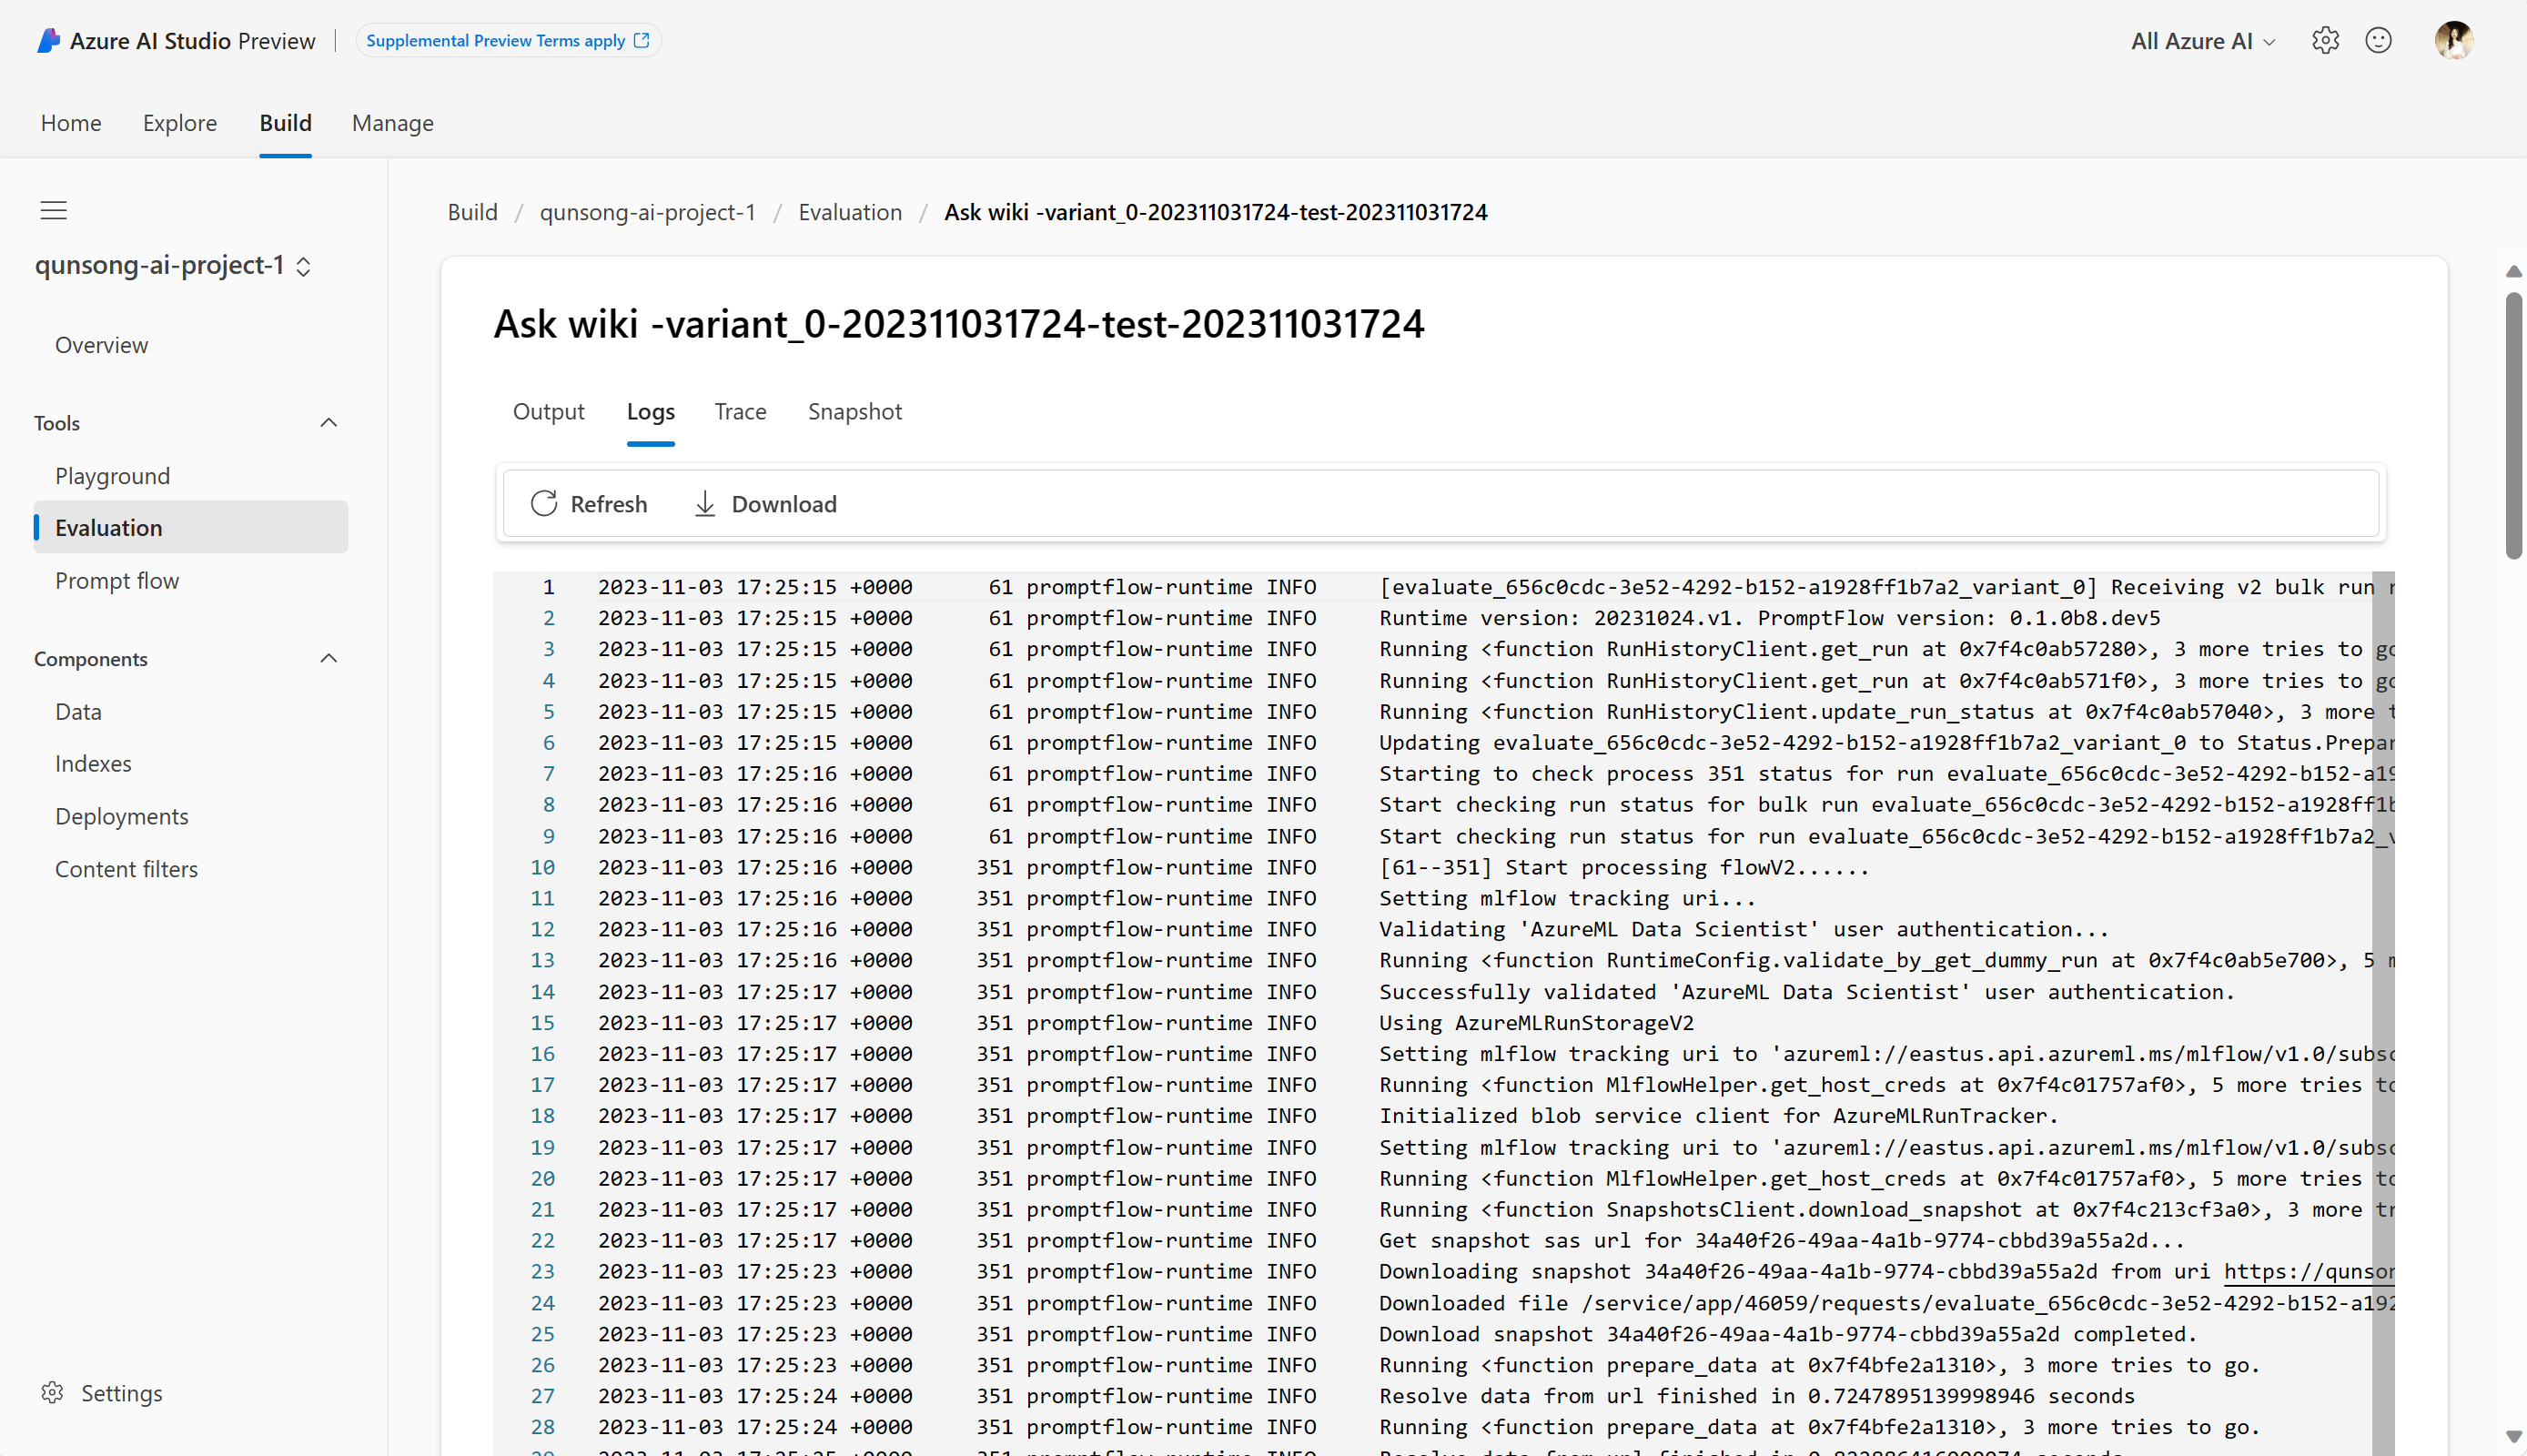 Azure AI Studio Preview
Supplemental Preview Terms apply
All Azure AI
Home
Explore
Build
Manage
qunsong-ai-project-1
Overview
Tools
Playground
Evaluation
Prompt flow
Components
Data
Indexes
Deployments
Content filters
Settings
Build / qunsong-ai-project-1 / Evaluation / Ask wiki -variant_0-202311031724-test-202311031724
Ask wiki -variant_0-202311031724-test-202311031724
Output
Logs
Trace
Snapshot
Refresh
Download
1 2023-11-03 17:25:15 +0000 61 promptflow-runtime INFO [evaluate_656c0cdc-3e52-4292-b152-a1928ff1b7a2_variant_0] Receiving v2 bulk run
2 2023-11-03 17:25:15 +0000 61 promptflow-runtime INFO Runtime version: 20231024.v1. PromptFlow version: 0.1.0b8.dev5
3 2023-11-03 17:25:15 +0000 61 promptflow-runtime INFO Running <function RunHistoryClient.get_run at 0x7f4c0ab57280>, 3 more tries to go
4 2023-11-03 17:25:15 +0000 61 promptflow-runtime INFO Running <function RunHistoryClient.get_run at 0x7f4c0ab571f0>, 3 more tries to go
5 2023-11-03 17:25:15 +0000 61 promptflow-runtime INFO Running <function RunHistoryClient.update_run_status at 0x7f4c0ab57040>, 3 more t
6 2023-11-03 17:25:15 +0000 61 promptflow-runtime INFO Updating evaluate_656c0cdc-3e52-4292-b152-a1928ff1b7a2_variant_0 to Status.Prepar
7 2023-11-03 17:25:16 +0000 61 promptflow-runtime INFO Starting to check process 351 status for run evaluate_656c0cdc-3e52-4292-b152-a19
8 2023-11-03 17:25:16 +0000 61 promptflow-runtime INFO Start checking run status for bulk run evaluate_656c0cdc-3e52-4292-b152-a1928ff1b
9 2023-11-03 17:25:16 +0000 61 promptflow-runtime INFO Start checking run status for run evaluate_656c0cdc-3e52-4292-b152-a1928ff1b7a2_v
10 2023-11-03 17:25:16 +0000 351 promptflow-runtime INFO [61--351] Start processing flowV2......
11 2023-11-03 17:25:16 +0000 351 promptflow-runtime INFO Setting mlflow tracking uri...
12 2023-11-03 17:25:16 +0000 351 promptflow-runtime INFO Validating 'AzureML Data Scientist' user authentication...
13 2023-11-03 17:25:16 +0000 351 promptflow-runtime INFO Running <function RuntimeConfig.validate_by_get_dummy_run at 0x7f4c0ab5e700>, 5 m
14 2023-11-03 17:25:17 +0000 351 promptflow-runtime INFO Successfully validated 'AzureML Data Scientist' user authentication.
15 2023-11-03 17:25:17 +0000 351 promptflow-runtime INFO Using AzureMLRunStorageV2
16 2023-11-03 17:25:17 +0000 351 promptflow-runtime INFO Setting mlflow tracking uri to 'azureml://eastus.api.azureml.ms/mlflow/v1.0/subsc
17 2023-11-03 17:25:17 +0000 351 promptflow-runtime INFO Running <function MlflowHelper.get_host_creds at 0x7f4c01757af0>, 5 more tries to
18 2023-11-03 17:25:17 +0000 351 promptflow-runtime INFO Initialized blob service client for AzureMLRunTracker.
19 2023-11-03 17:25:17 +0000 351 promptflow-runtime INFO Setting mlflow tracking uri to 'azureml://eastus.api.azureml.ms/mlflow/v1.0/subsc
20 2023-11-03 17:25:17 +0000 351 promptflow-runtime INFO Running <function MlflowHelper.get_host_creds at 0x7f4c01757af0>, 5 more tries to
21 2023-11-03 17:25:17 +0000 351 promptflow-runtime INFO Running <function SnapshotsClient.download_snapshot at 0x7f4c213cf3a0>, 3 more tr
22 2023-11-03 17:25:17 +0000 351 promptflow-runtime INFO Get snapshot sas url for 34a40f26-49aa-4a1b-9774-cbbd39a55a2d...
23 2023-11-03 17:25:23 +0000 351 promptflow-runtime INFO Downloading snapshot 34a40f26-49aa-4a1b-9774-cbbd39a55a2d from uri https://qunson
24 2023-11-03 17:25:23 +0000 351 promptflow-runtime INFO Downloaded file /service/app/46059/requests/evaluate_656c0cdc-3e52-4292-b152-a192
25 2023-11-03 17:25:23 +0000 351 promptflow-runtime INFO Download snapshot 34a40f26-49aa-4a1b-9774-cbbd39a55a2d completed.
26 2023-11-03 17:25:23 +0000 351 promptflow-runtime INFO Running <function prepare_data at 0x7f4bfe2a1310>, 3 more tries to go.
27 2023-11-03 17:25:24 +0000 351 promptflow-runtime INFO Resolve data from url finished in 0.7247895139998946 seconds
28 2023-11-03 17:25:24 +0000 351 promptflow-runtime INFO Running <function prepare_data at 0x7f4bfe2a1310>, 3 more tries to go.